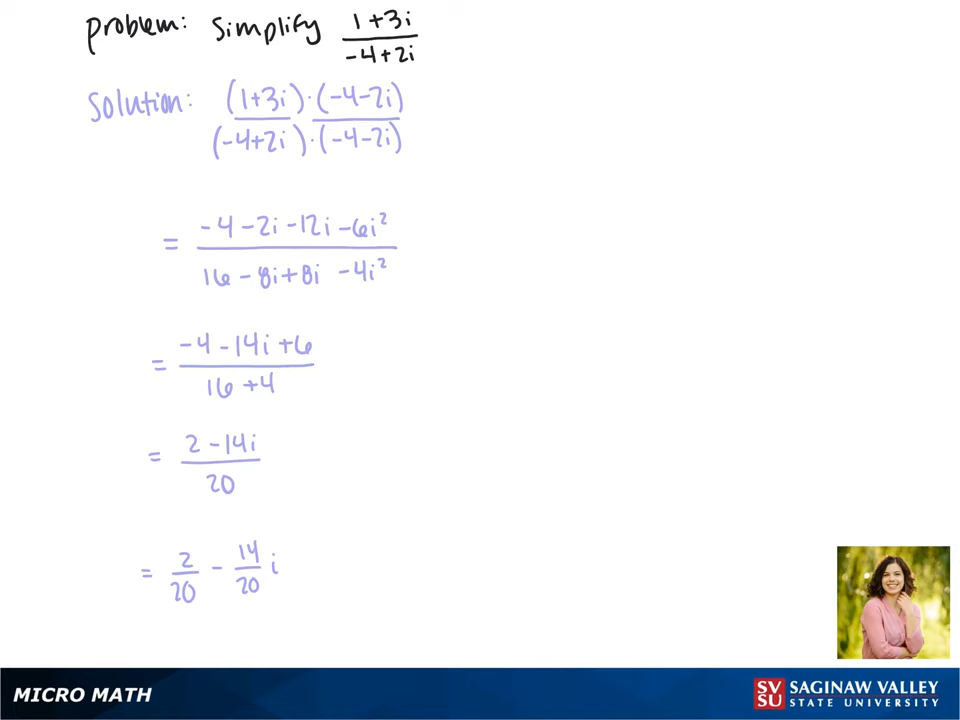 Problem: Simplify (1+3i)/(-4+2i)
Solution: (1+3i)·(-4-2i)
(-4+2i)·(-4-2i)
= -4-2i-12i-6i²
16-8i+8i-4i²
= -4-14i+6
16+4
= 2-14i
20
= 2/20 - 14/20 i
MICRO MATH
SVSU SAGINAW VALLEY
STATE UNIVERSITY